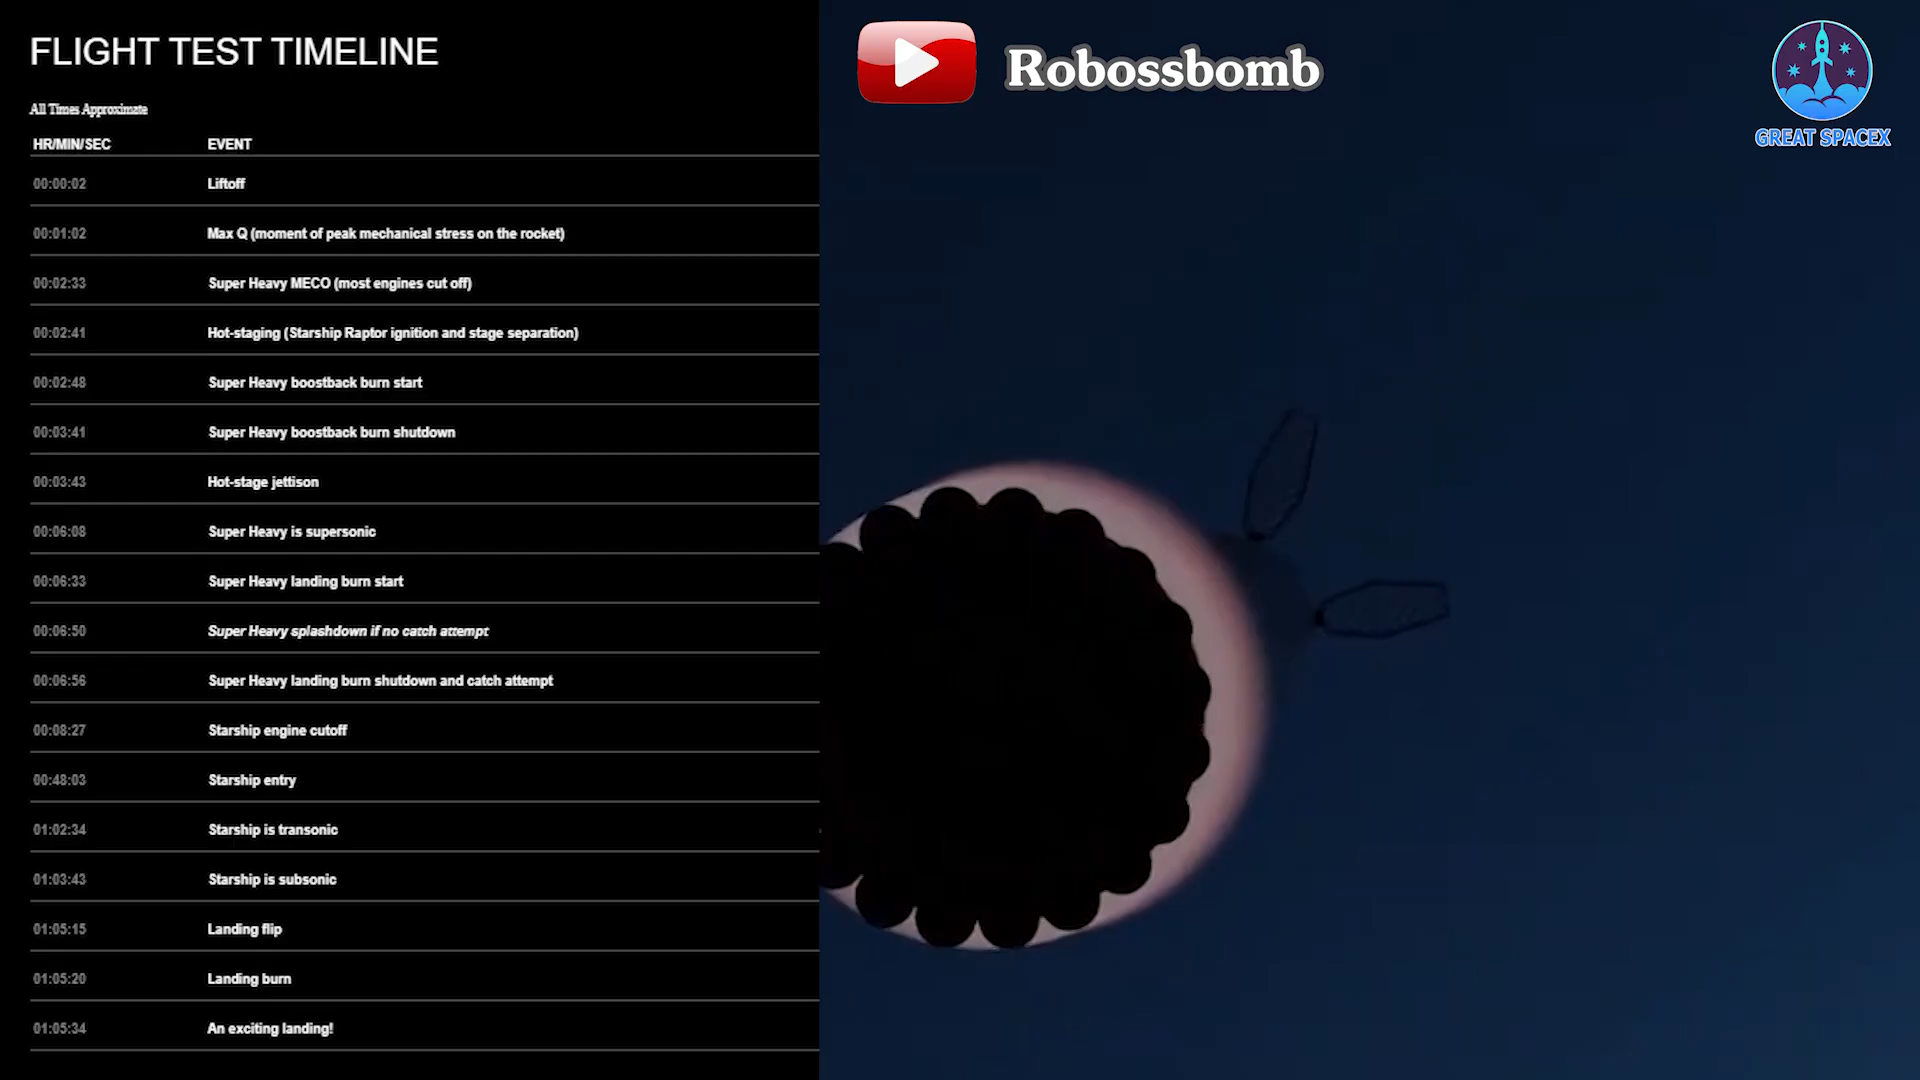 FLIGHT TEST TIMELINE
All Times Approximate
HR/MIN/SEC EVENT
00:00:02 Liftoff
00:01:02 Max Q (moment of peak mechanical stress on the rocket)
00:02:33 Super Heavy MECO (most engines cut off)
00:02:41 Hot-staging (Starship Raptor ignition and stage separation)
00:02:48 Super Heavy boostback burn start
00:03:41 Super Heavy boostback burn shutdown
00:03:43 Hot-stage jettison
00:06:08 Super Heavy is supersonic
00:06:33 Super Heavy landing burn start
00:06:50 Super Heavy splashdown if no catch attempt
00:06:56 Super Heavy landing burn shutdown and catch attempt
00:08:27 Starship engine cutoff
00:48:03 Starship entry
01:02:34 Starship is transonic
01:03:43 Starship is subsonic
01:05:15 Landing flip
01:05:20 Landing burn
01:05:34 An exciting landing!
Robossbomb
GREAT SPACEX